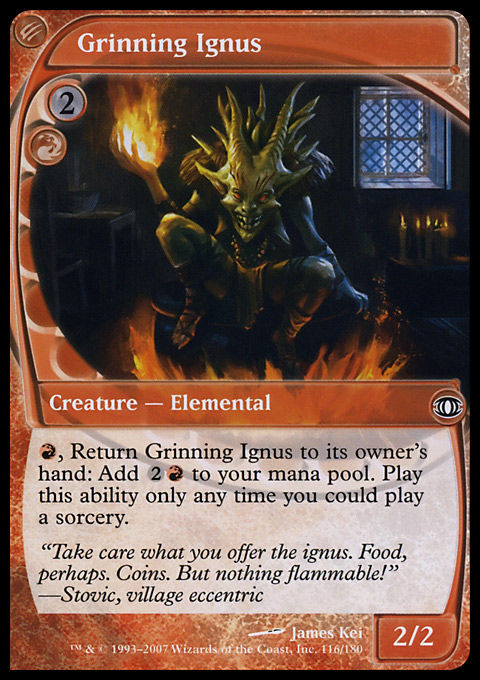 Grinning Ignus
2
Creature — Elemental
, Return Grinning Ignus to its owner's
hand: Add 2 to your mana pool. Play
this ability only any time you could play
a sorcery.
“Take care what you offer the ignus. Food,
perhaps. Coins. But nothing flammable!”
—Stovic, village eccentric
James Kei
2/2
™ & © 1993–2007 Wizards of the Coast, Inc. 116/180